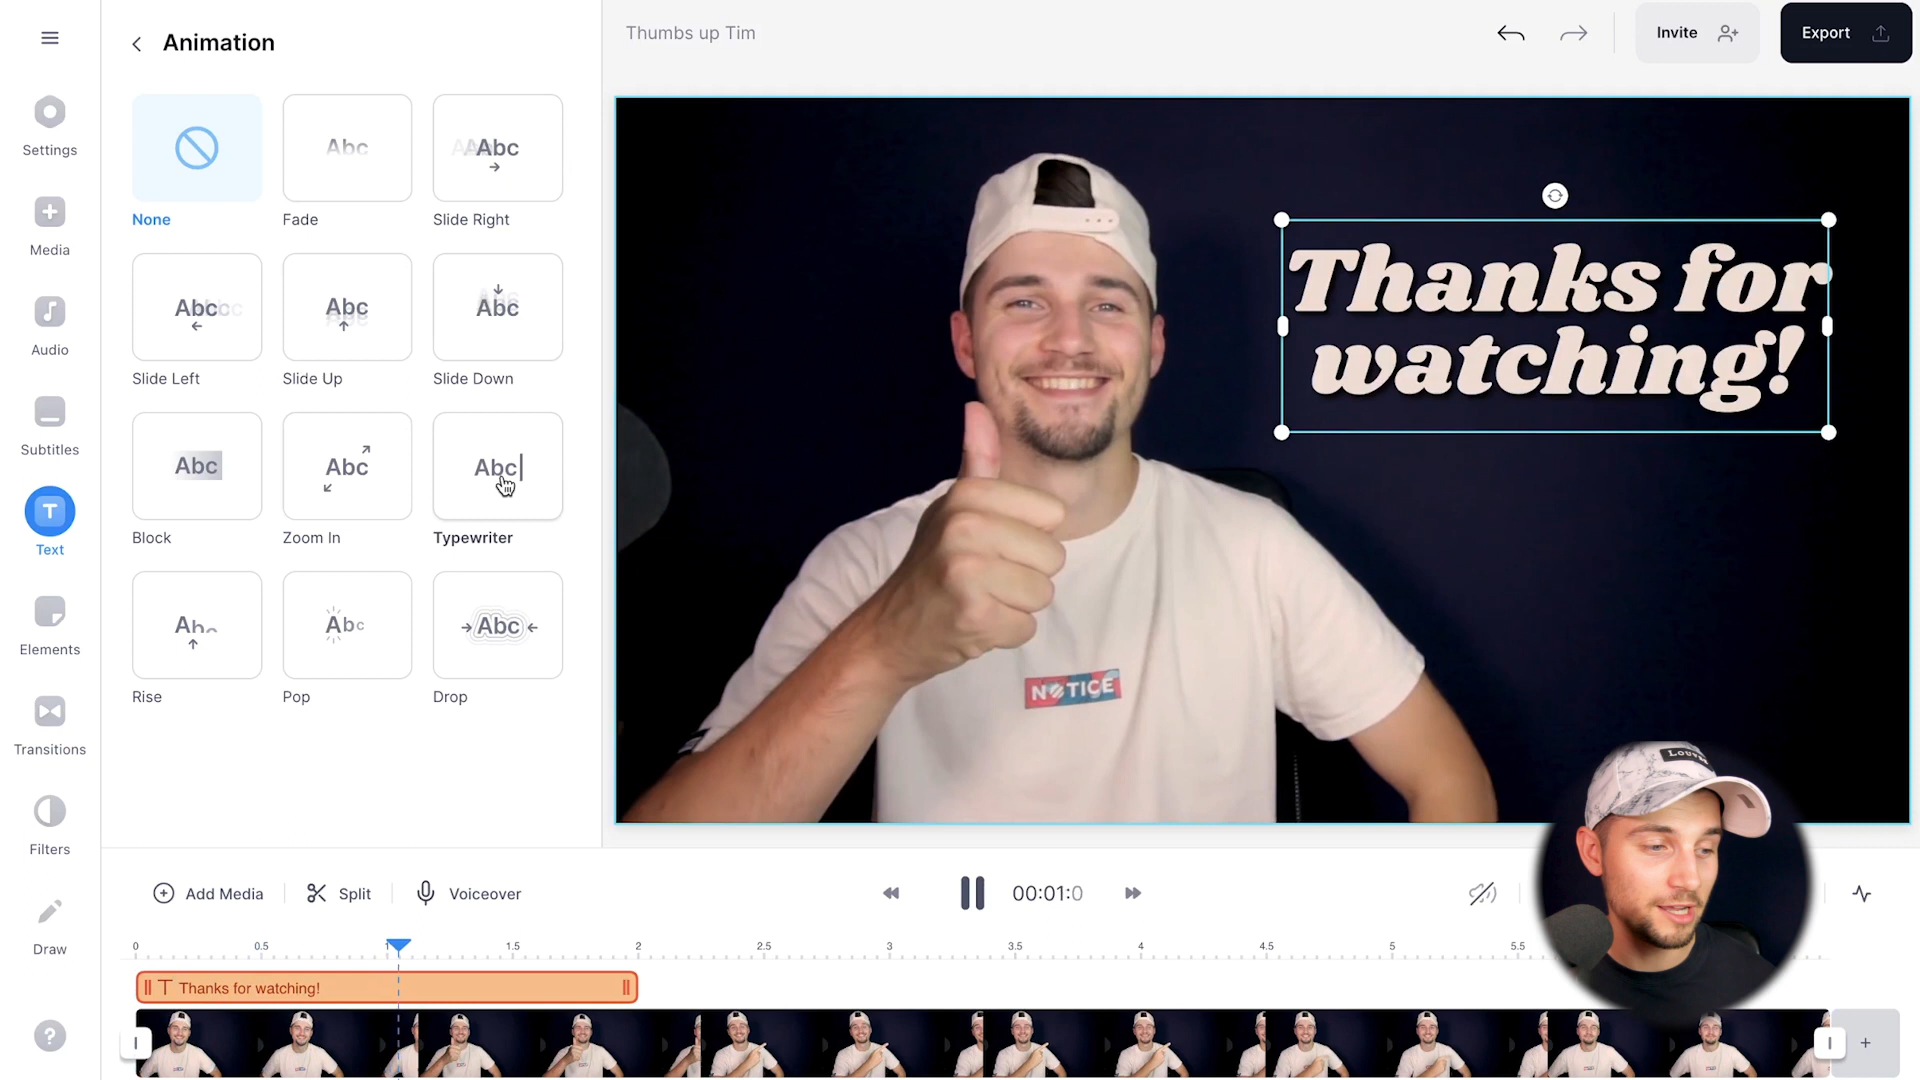 Animation
Thumbs up Tim
Invite
Export
Settings
Media
Audio
Subtitles
Text
Elements
Transitions
Filters
Draw
None
Abc
Fade
Abc
Slide Right
Abc
Slide Left
Abc
Slide Up
Abc
Slide Down
Abc
Block
Abc
Zoom In
Abc
Typewriter
Abc
Rise
Abc
Pop
Abc
Drop
Thanks for
watching!
NOTICE
Add Media
Split
Voiceover
00:01:0
0 0.5 1 1.5 2 2.5 3 3.5 4 4.5 5 5.5
T Thanks for watching!